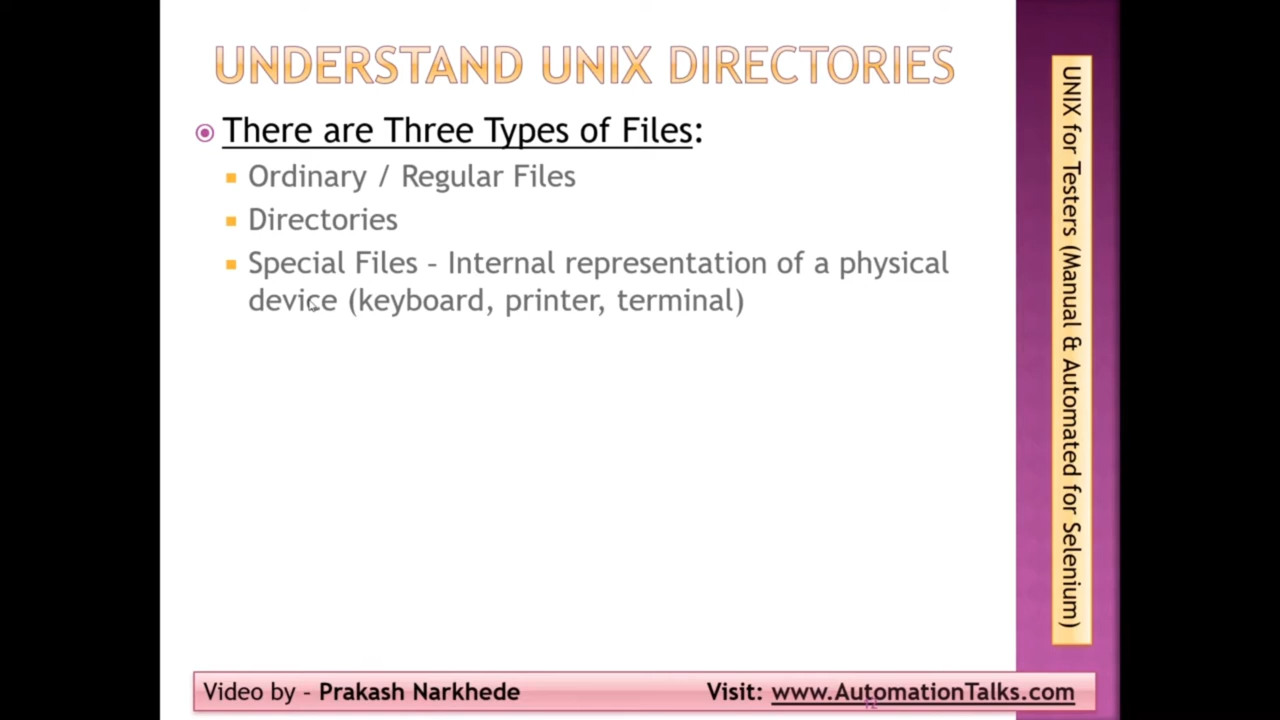 UNDERSTAND UNIX DIRECTORIES
There are Three Types of Files:
Ordinary / Regular Files
Directories
Special Files – Internal representation of a physical
device (keyboard, printer, terminal)
UNIX for Testers (Manual & Automated for Selenium)
Video by - Prakash Narkhede
Visit: www.AutomationTalks.com
12